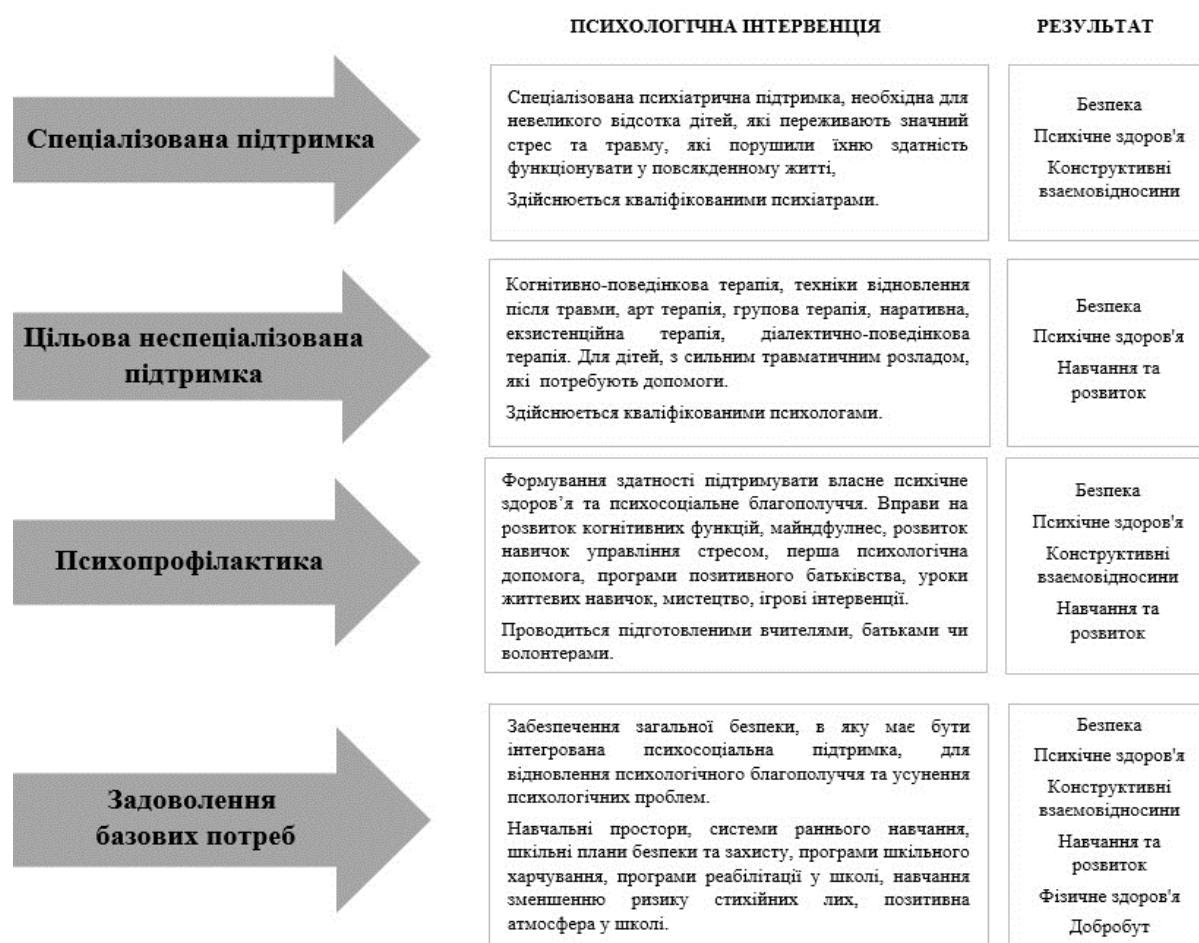 ПСИХОЛОГІЧНА ІНТЕРВЕНЦІЯ
РЕЗУЛЬТАТ
Спеціалізована підтримка
Спеціалізована психіатрична підтримка, необхідна для
невеликого відсотка дітей, які переживають значний
стрес та травму, які порушили їхню здатність
функціонувати у повсякденному житті,
Здійснюється кваліфікованими психіатрами.
Безпека
Психічне здоров'я
Конструктивні
взаємовідносини
Цільова неспеціалізована
підтримка
Когнітивно-поведінкова терапія, техніки відновлення
після травми, арт терапія, групова терапія, наративна,
екзистенційна терапія, діалектично-поведінкова
терапія. Для дітей, з сильним травматичним розладом,
які потребують допомоги.
Здійснюється кваліфікованими психологами.
Безпека
Психічне здоров'я
Навчання та
розвиток
Психопрофілактика
Формування здатності підтримувати власне психічне
здоров’я та психосоціальне благополуччя. Вправи на
розвиток когнітивних функцій, майндфулнес, розвиток
навичок управління стресом, перша психологічна
допомога, програми позитивного батьківства, уроки
життєвих навичок, мистецтво, ігрові інтервенції.
Проводиться підготовленими вчителями, батьками чи
волонтерами.
Безпека
Психічне здоров'я
Конструктивні
взаємовідносини
Навчання та
розвиток
Задоволення
базових потреб
Забезпечення загальної безпеки, в яку має бути
інтегрована психосоціальна підтримка, для
відновлення психологічного благополуччя та усунення
психологічних проблем.
Навчальні простори, системи раннього навчання,
шкільні плани безпеки та захисту, програми шкільного
харчування, програми реабілітації у школі, навчання
зменшенню ризику стихійних лих, позитивна
атмосфера у школі.
Безпека
Психічне здоров'я
Конструктивні
взаємовідносини
Навчання та
розвиток
Фізичне здоров'я
Добробут